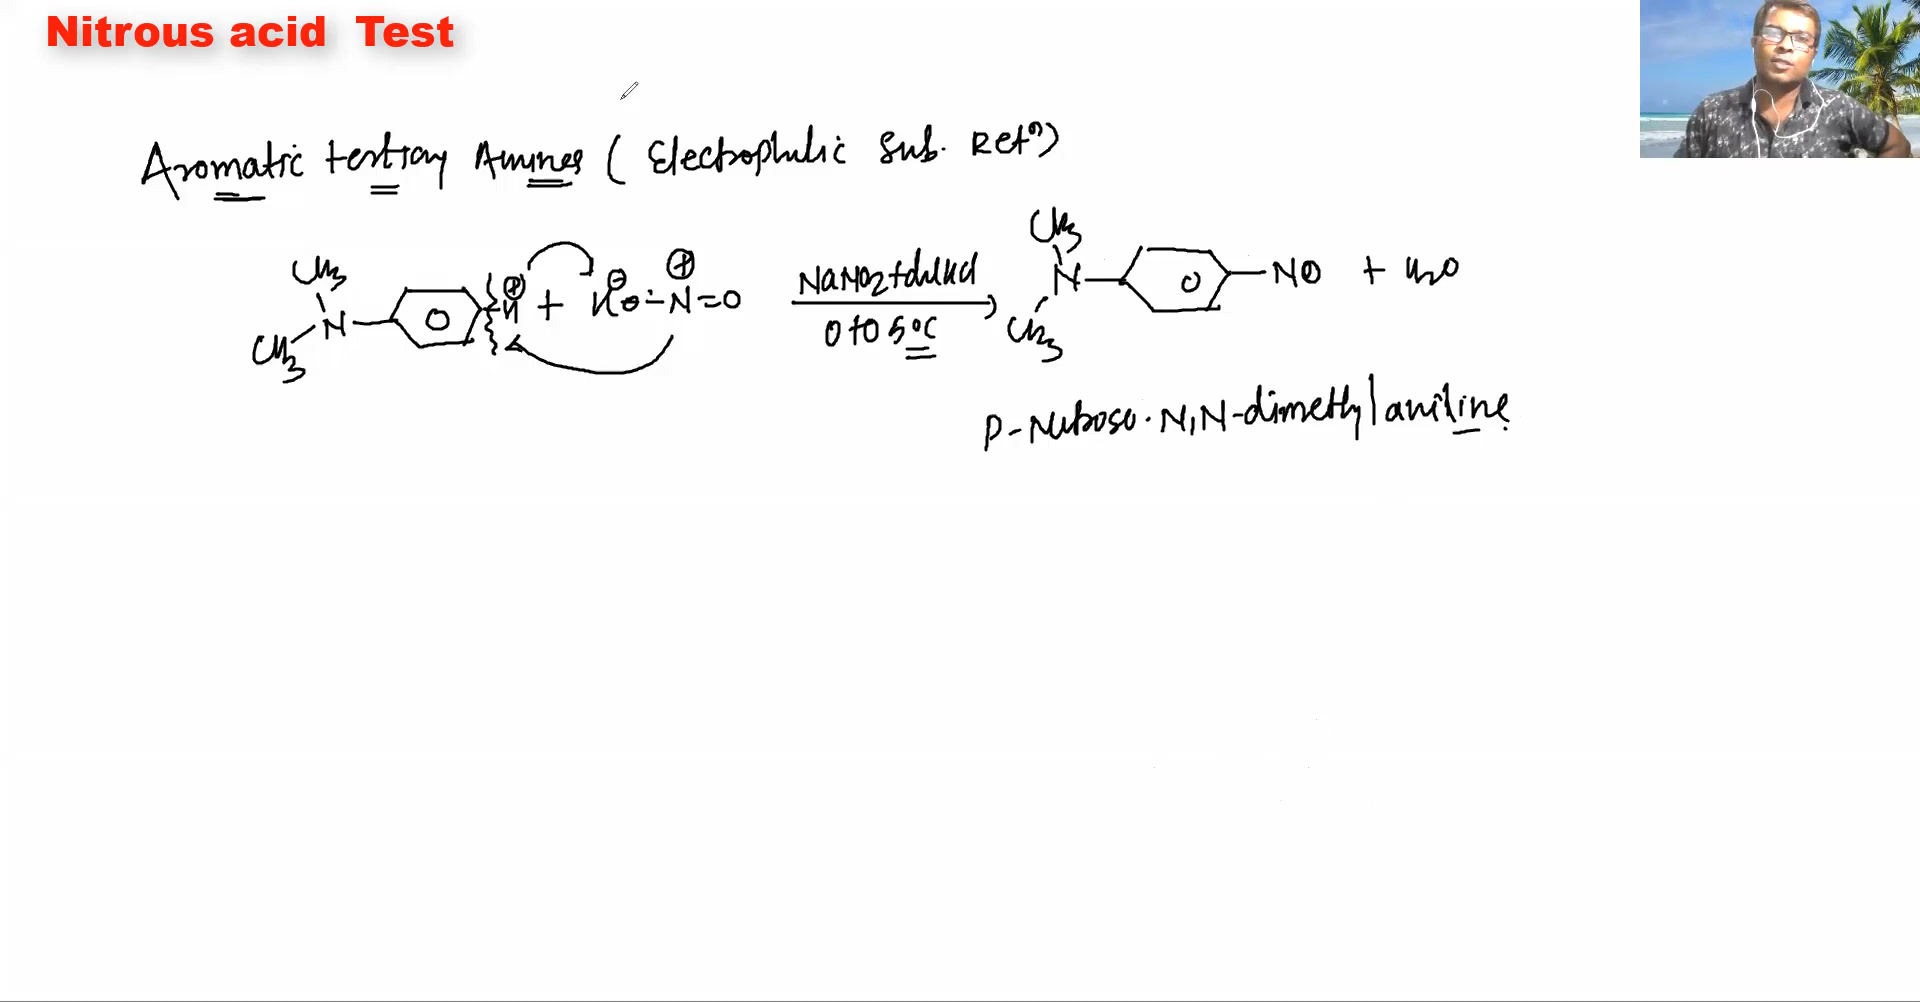 Nitrous acid Test
Aromatic tertiary Amines (Electrophilic Sub. Retn)
CH3 CH3
N H + HO - N=O NaNO2+dil Hcl N NO + H2O
CH3 0 to 5°C CH3
P-Nitroso. N,N-dimethylaniline.